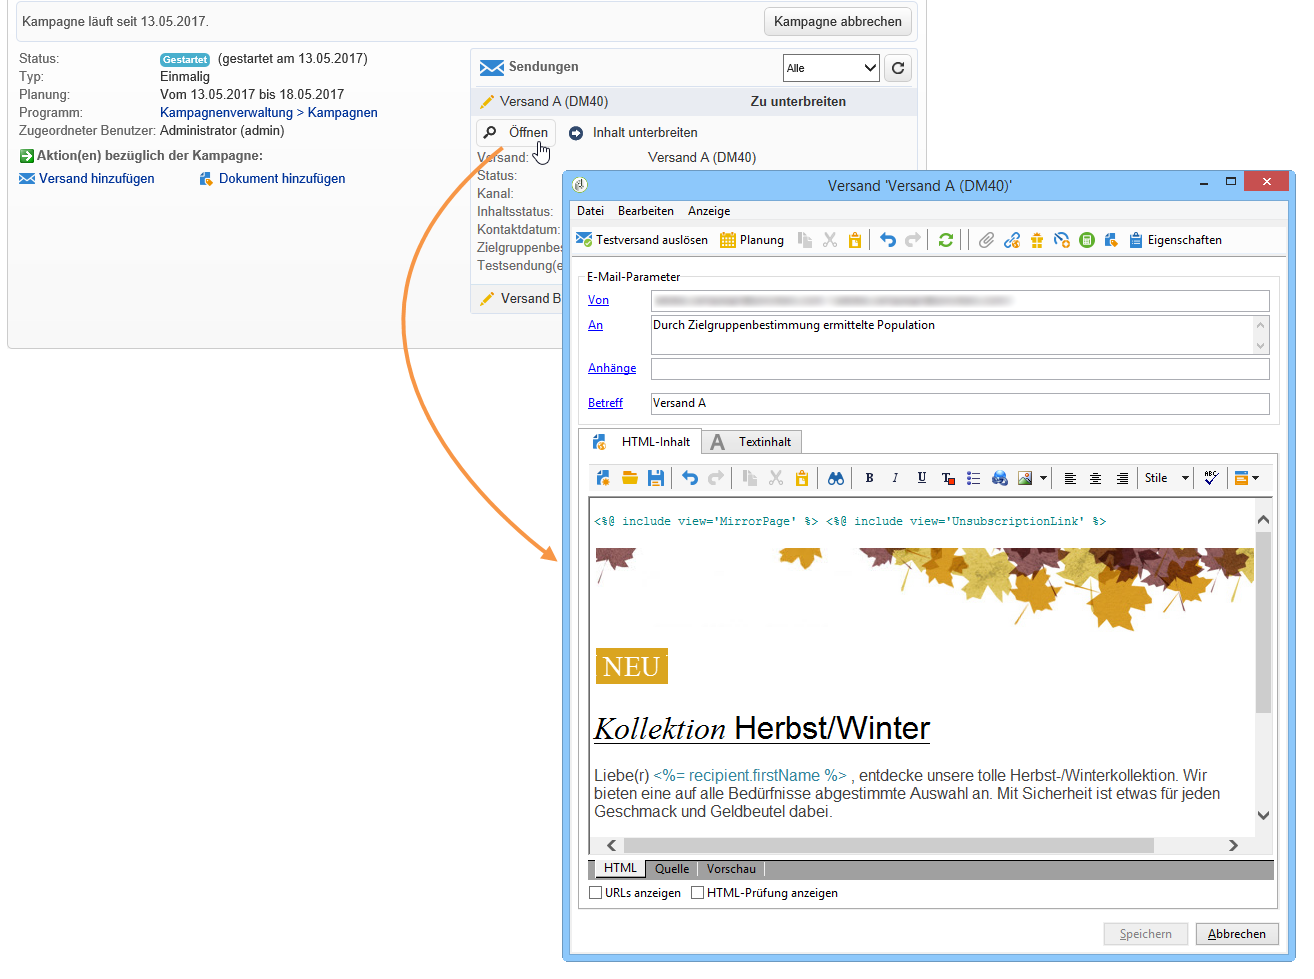 Kampagne läuft seit 13.05.2017.
Kampagne abbrechen
Status: Gestartet (gestartet am 13.05.2017)
Typ: Einmalig
Planung: Vom 13.05.2017 bis 18.05.2017
Programm: Kampagnenverwaltung > Kampagnen
Zugeordneter Benutzer: Administrator (admin)
Aktion(en) bezüglich der Kampagne:
Versand hinzufügen Dokument hinzufügen
Sendungen Alle
Versand A (DM40) Zu unterbreiten
Öffnen Inhalt unterbreiten
Versand: Versand A (DM40)
Status:
Kanal:
Inhaltsstatus:
Kontaktdatum:
Zielgruppenbes
Testsendung(e
Versand B
Versand 'Versand A (DM40)'
Datei Bearbeiten Anzeige
Testversand auslösen Planung Eigenschaften
E-Mail-Parameter
Von
An Durch Zielgruppenbestimmung ermittelte Population
Anhänge
Betreff Versand A
HTML-Inhalt A Textinhalt
B I U T Stile ABC
<%@ include view='MirrorPage' %> <%@ include view='UnsubscriptionLink' %>
NEU
Kollektion Herbst/Winter
Liebe(r) <%= recipient.firstName %> , entdecke unsere tolle Herbst-/Winterkollektion. Wir
bieten eine auf alle Bedürfnisse abgestimmte Auswahl an. Mit Sicherheit ist etwas für jeden
Geschmack und Geldbeutel dabei.
HTML Quelle Vorschau
URLs anzeigen HTML-Prüfung anzeigen
Speichern Abbrechen